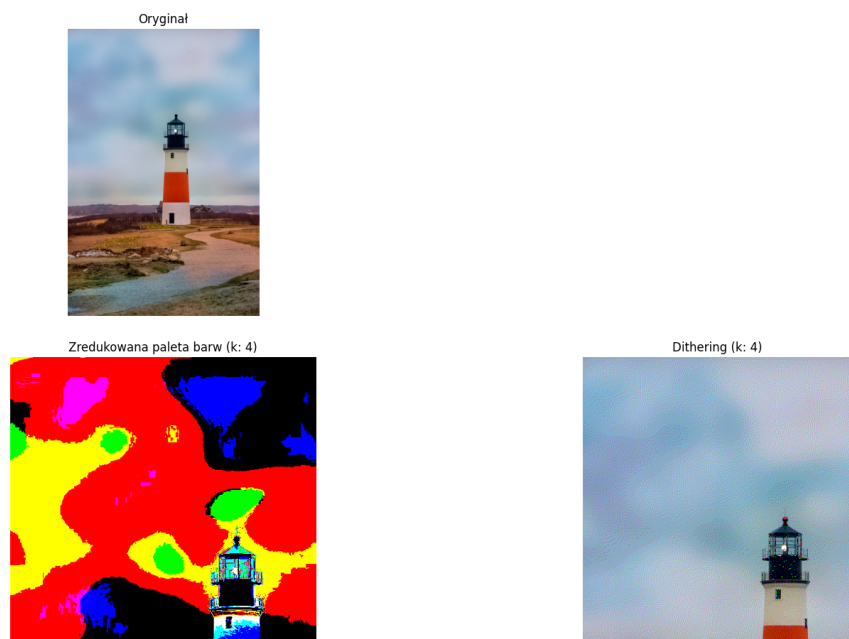 Oryginał
Zredukowana paleta barw (k: 4)
Dithering (k: 4)